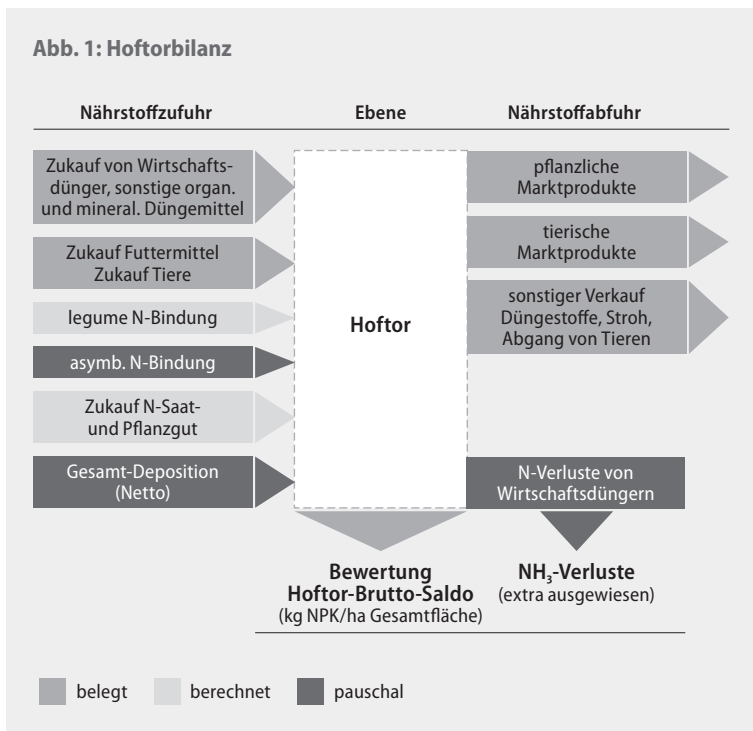 Abb. 1: Hoftorbilanz
Nährstoffzufuhr
Ebene
Nährstoffabfuhr
Zukauf von Wirtschafts-
dünger, sonstige organ.
und mineral. Düngemittel
Zukauf Futtermittel
Zukauf Tiere
legume N-Bindung
asymb. N-Bindung
Zukauf N-Saat-
und Pflanzgut
Gesamt-Deposition
(Netto)
Hoftor
pflanzliche
Marktprodukte
tierische
Marktprodukte
sonstiger Verkauf
Düngestoffe, Stroh,
Abgang von Tieren
N-Verluste von
Wirtschaftsdüngern
Bewertung
Hoftor-Brutto-Saldo
(kg NPK/ha Gesamtfläche)
NH₃-Verluste
(extra ausgewiesen)
belegt
berechnet
pauschal